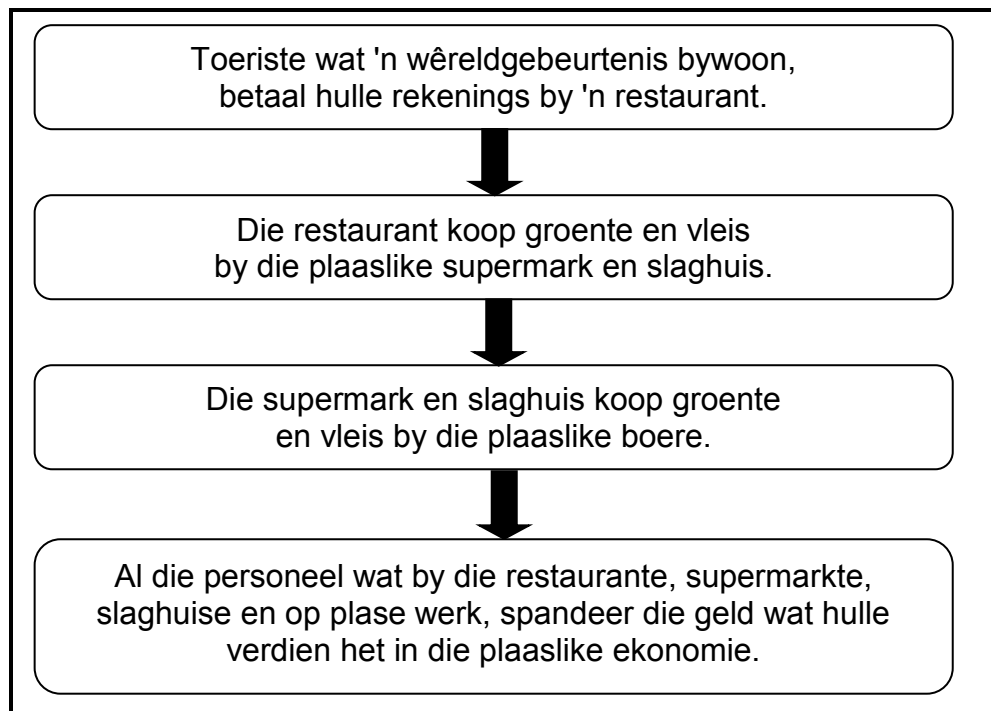 Toeriste wat 'n wêreldgebeurtenis bywoon,
betaal hulle rekenings by 'n restaurant.
Die restaurant koop groente en vleis
by die plaaslike supermark en slaghuis.
Die supermark en slaghuis koop groente
en vleis by die plaaslike boere.
Al die personeel wat by die restaurante, supermarkte,
slaghuise en op plase werk, spandeer die geld wat hulle
verdien het in die plaaslike ekonomie.